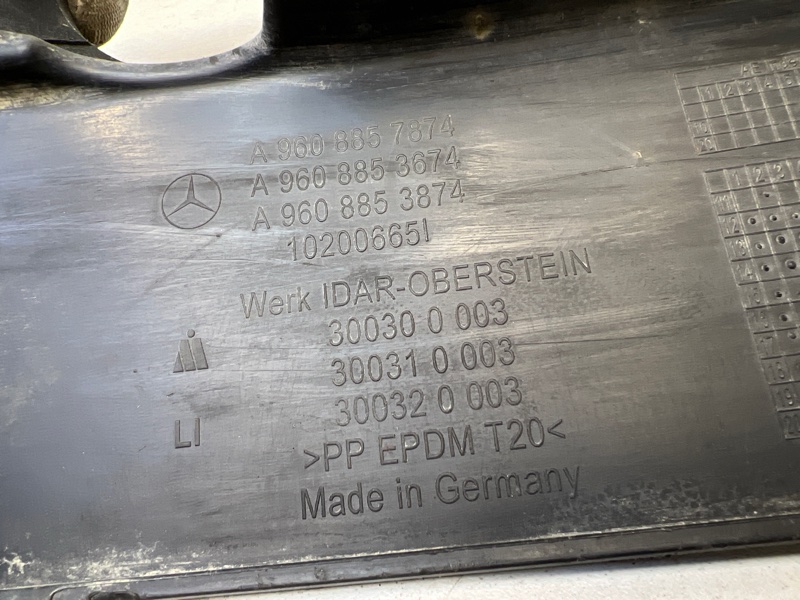 A 960 885 7874
A 960 885 3674
A 960 885 3874
10200665I
Werk IDAR-OBERSTEIN
30030 0 003
30031 0 003
30032 0 003
LI
>PP EPDM T20<
Made in Germany